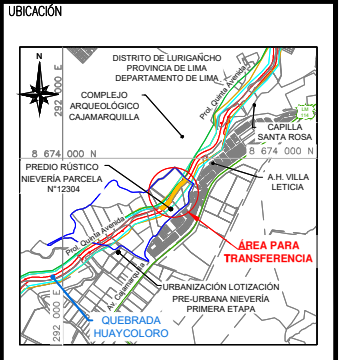 UBICACIÓN
N
DISTRITO DE LURIGANCHO
PROVINCIA DE LIMA
DEPARTAMENTO DE LIMA
292 000 E
COMPLEJO
ARQUEOLÓGICO
CAJAMARQUILLA
Prol. Quinta Avenida
CAPILLA
SANTA ROSA
8 674 000 N
8 674 000 N
PREDIO RÚSTICO
NIEVERÍA PARCELA
N°12304
A.H. VILLA
LETICIA
Prol. Quinta Avenida
ÁREA PARA
TRANSFERENCIA
Av. Cajamarquilla
URBANIZACIÓN LOTIZACIÓN
PRE-URBANA NIEVERÍA
PRIMERA ETAPA
292 000 E
QUEBRADA
HUAYCOLORO